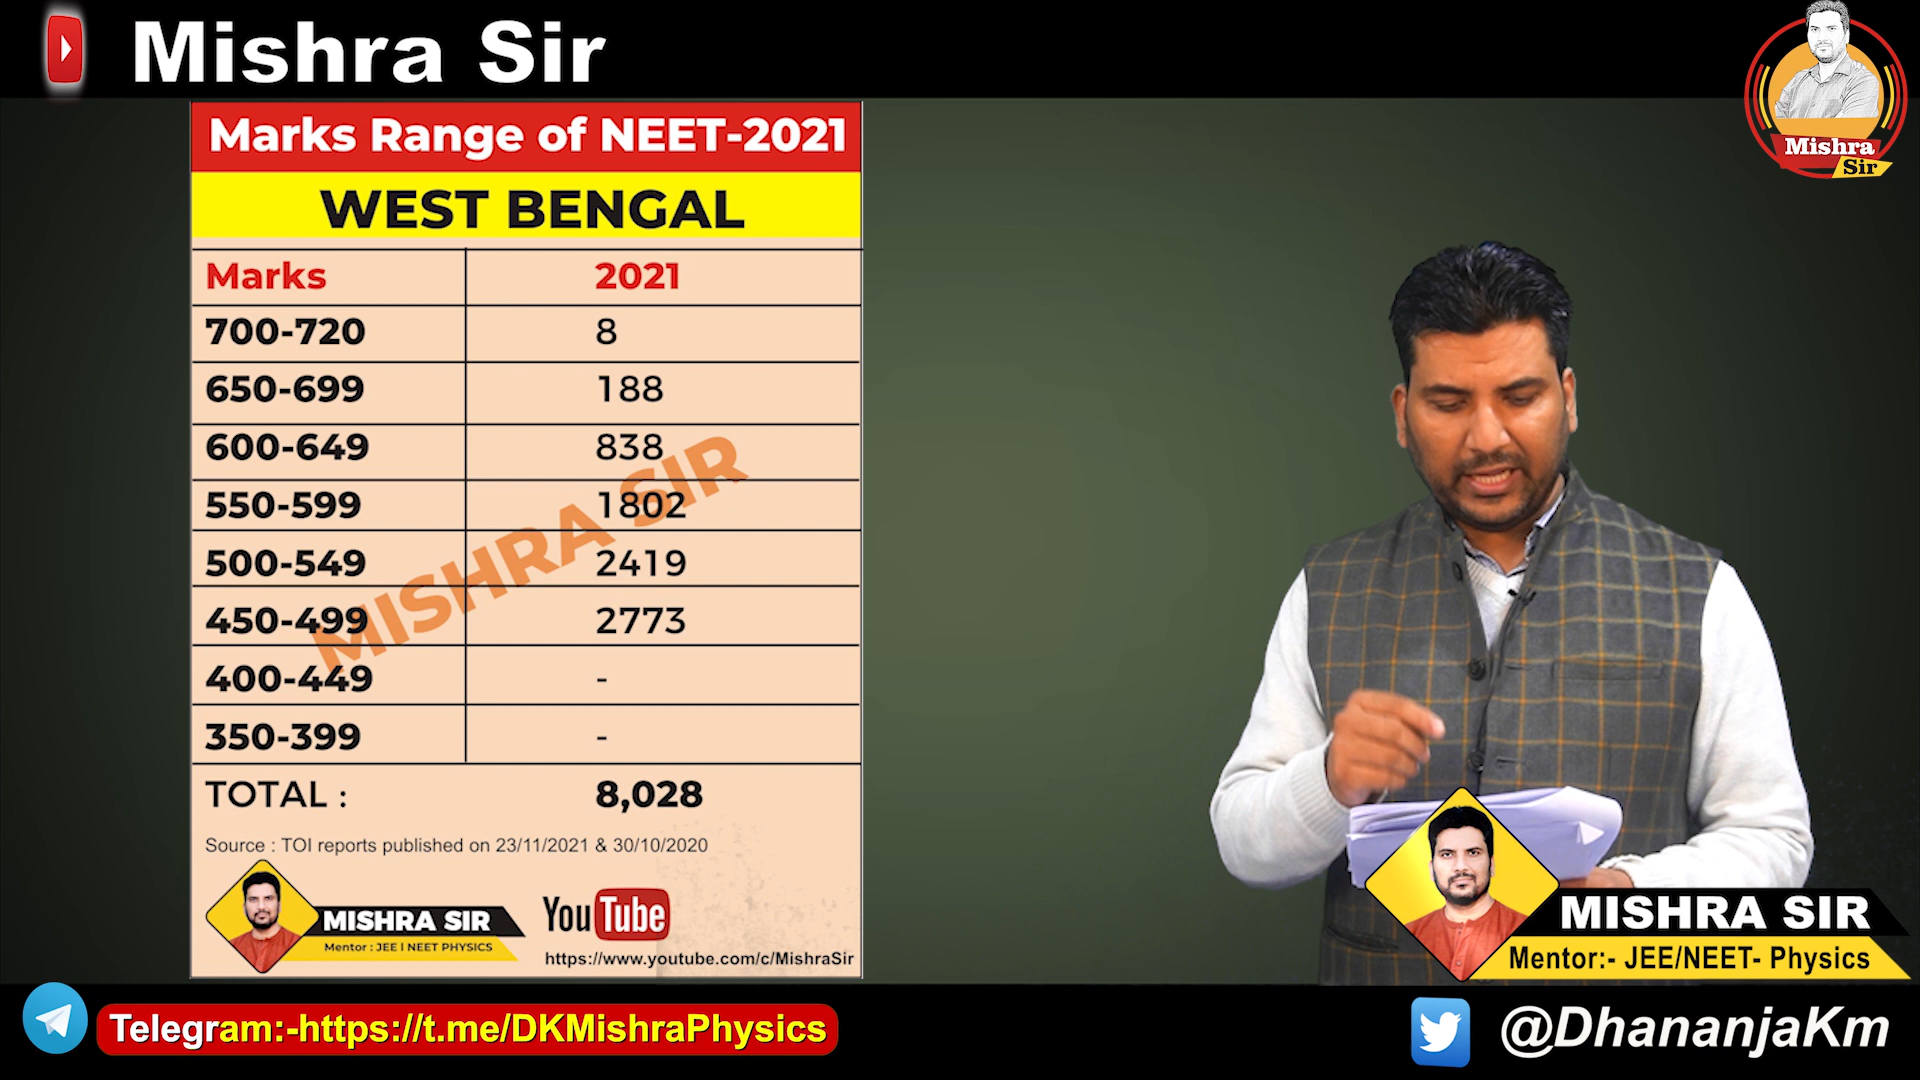 Mishra Sir
Mishra
Sir
Marks Range of NEET-2021
WEST BENGAL
Marks 2021
700-720 8
650-699 188
600-649 838
550-599 1802
500-549 2419
450-499 2773
400-449 -
350-399 -
TOTAL : 8,028
MISHRA SIR
Source : TOI reports published on 23/11/2021 & 30/10/2020
MISHRA SIR
Mentor : JEE I NEET PHYSICS
YouTube
https://www.youtube.com/c/MishraSir
MISHRA SIR
Mentor:- JEE/NEET- Physics
Telegram:-https://t.me/DKMishraPhysics
@DhananjaKm